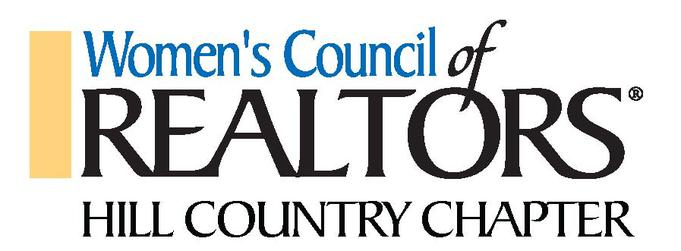 Women's Council of
REALTORS®
HILL COUNTRY CHAPTER